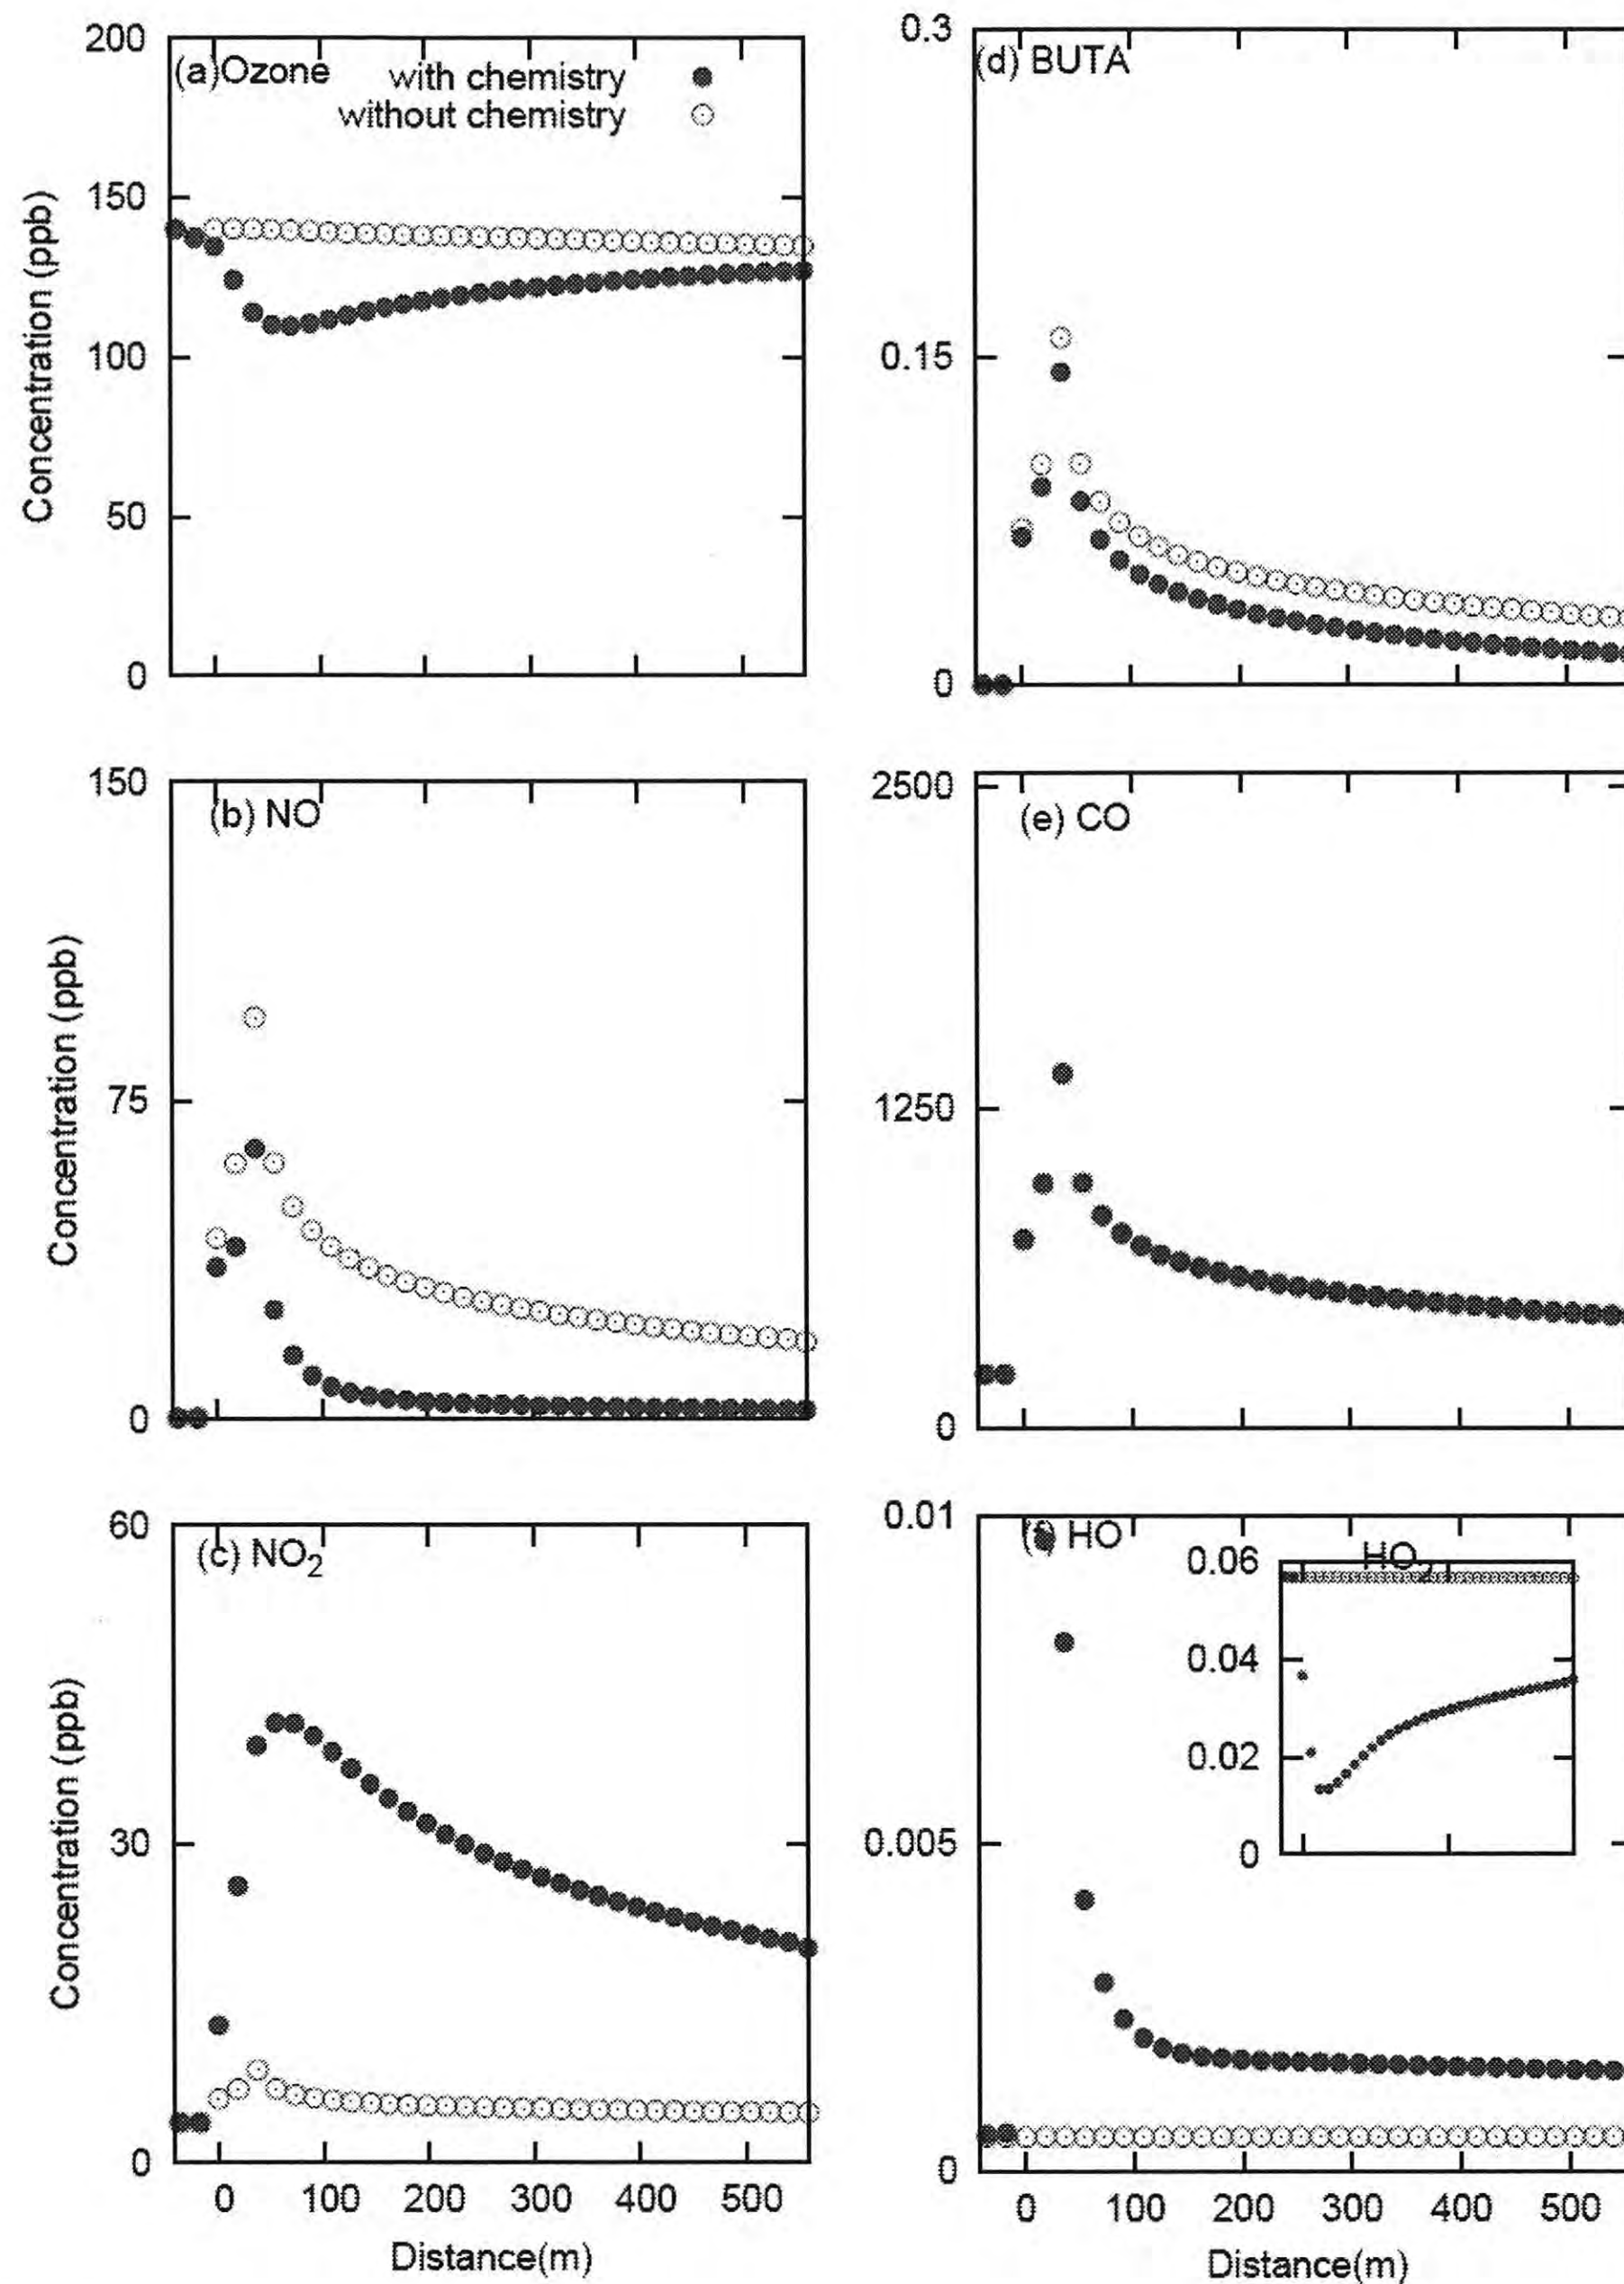 (a)Ozone
with chemistry
without chemistry
200
150
100
50
0
Concentration (ppb)
(d) BUTA
0.3
0.15
0
(b) NO
150
75
0
Concentration (ppb)
(e) CO
2500
1250
0
(c) NO2
60
30
0
Concentration (ppb)
0 100 200 300 400 500
Distance(m)
(f) HO
0.01
0.005
0
HO2
0.06
0.04
0.02
0
0 100 200 300 400 500
Distance(m)